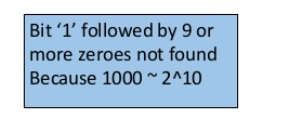 Bit ‘1’ followed by 9 or
more zeroes not found
Because 1000 ~ 2^10